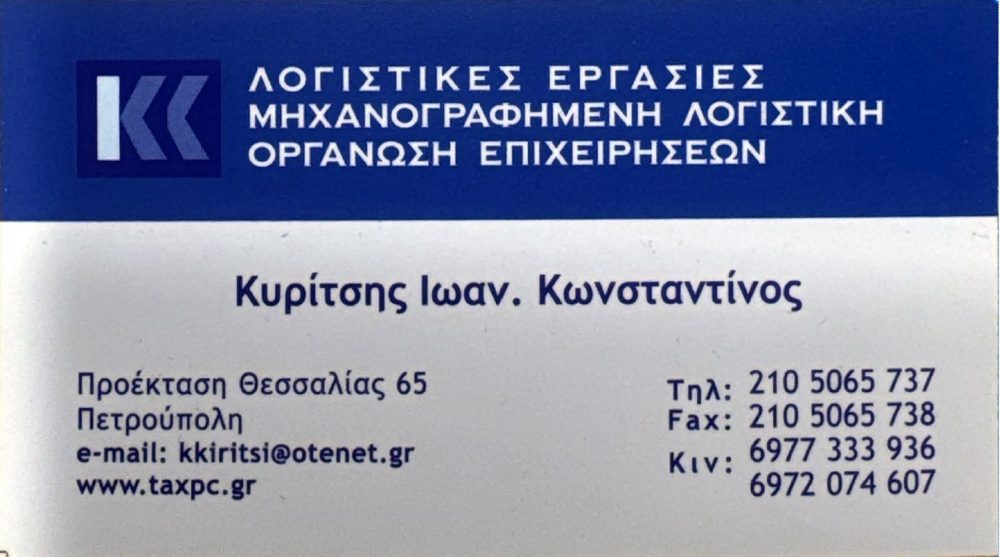 KK
ΛΟΓΙΣΤΙΚΕΣ ΕΡΓΑΣΙΕΣ
ΜΗΧΑΝΟΓΡΑΦΗΜΕΝΗ ΛΟΓΙΣΤΙΚΗ
ΟΡΓΑΝΩΣΗ ΕΠΙΧΕΙΡΗΣΕΩΝ
Κυρίτσης Ιωαν. Κωνσταντίνος
Προέκταση Θεσσαλίας 65
Πετρούπολη
e-mail: kkiritsi@otenet.gr
www.taxpc.gr
Τηλ: 210 5065 737
Fax: 210 5065 738
Κιν: 6977 333 936
6972 074 607